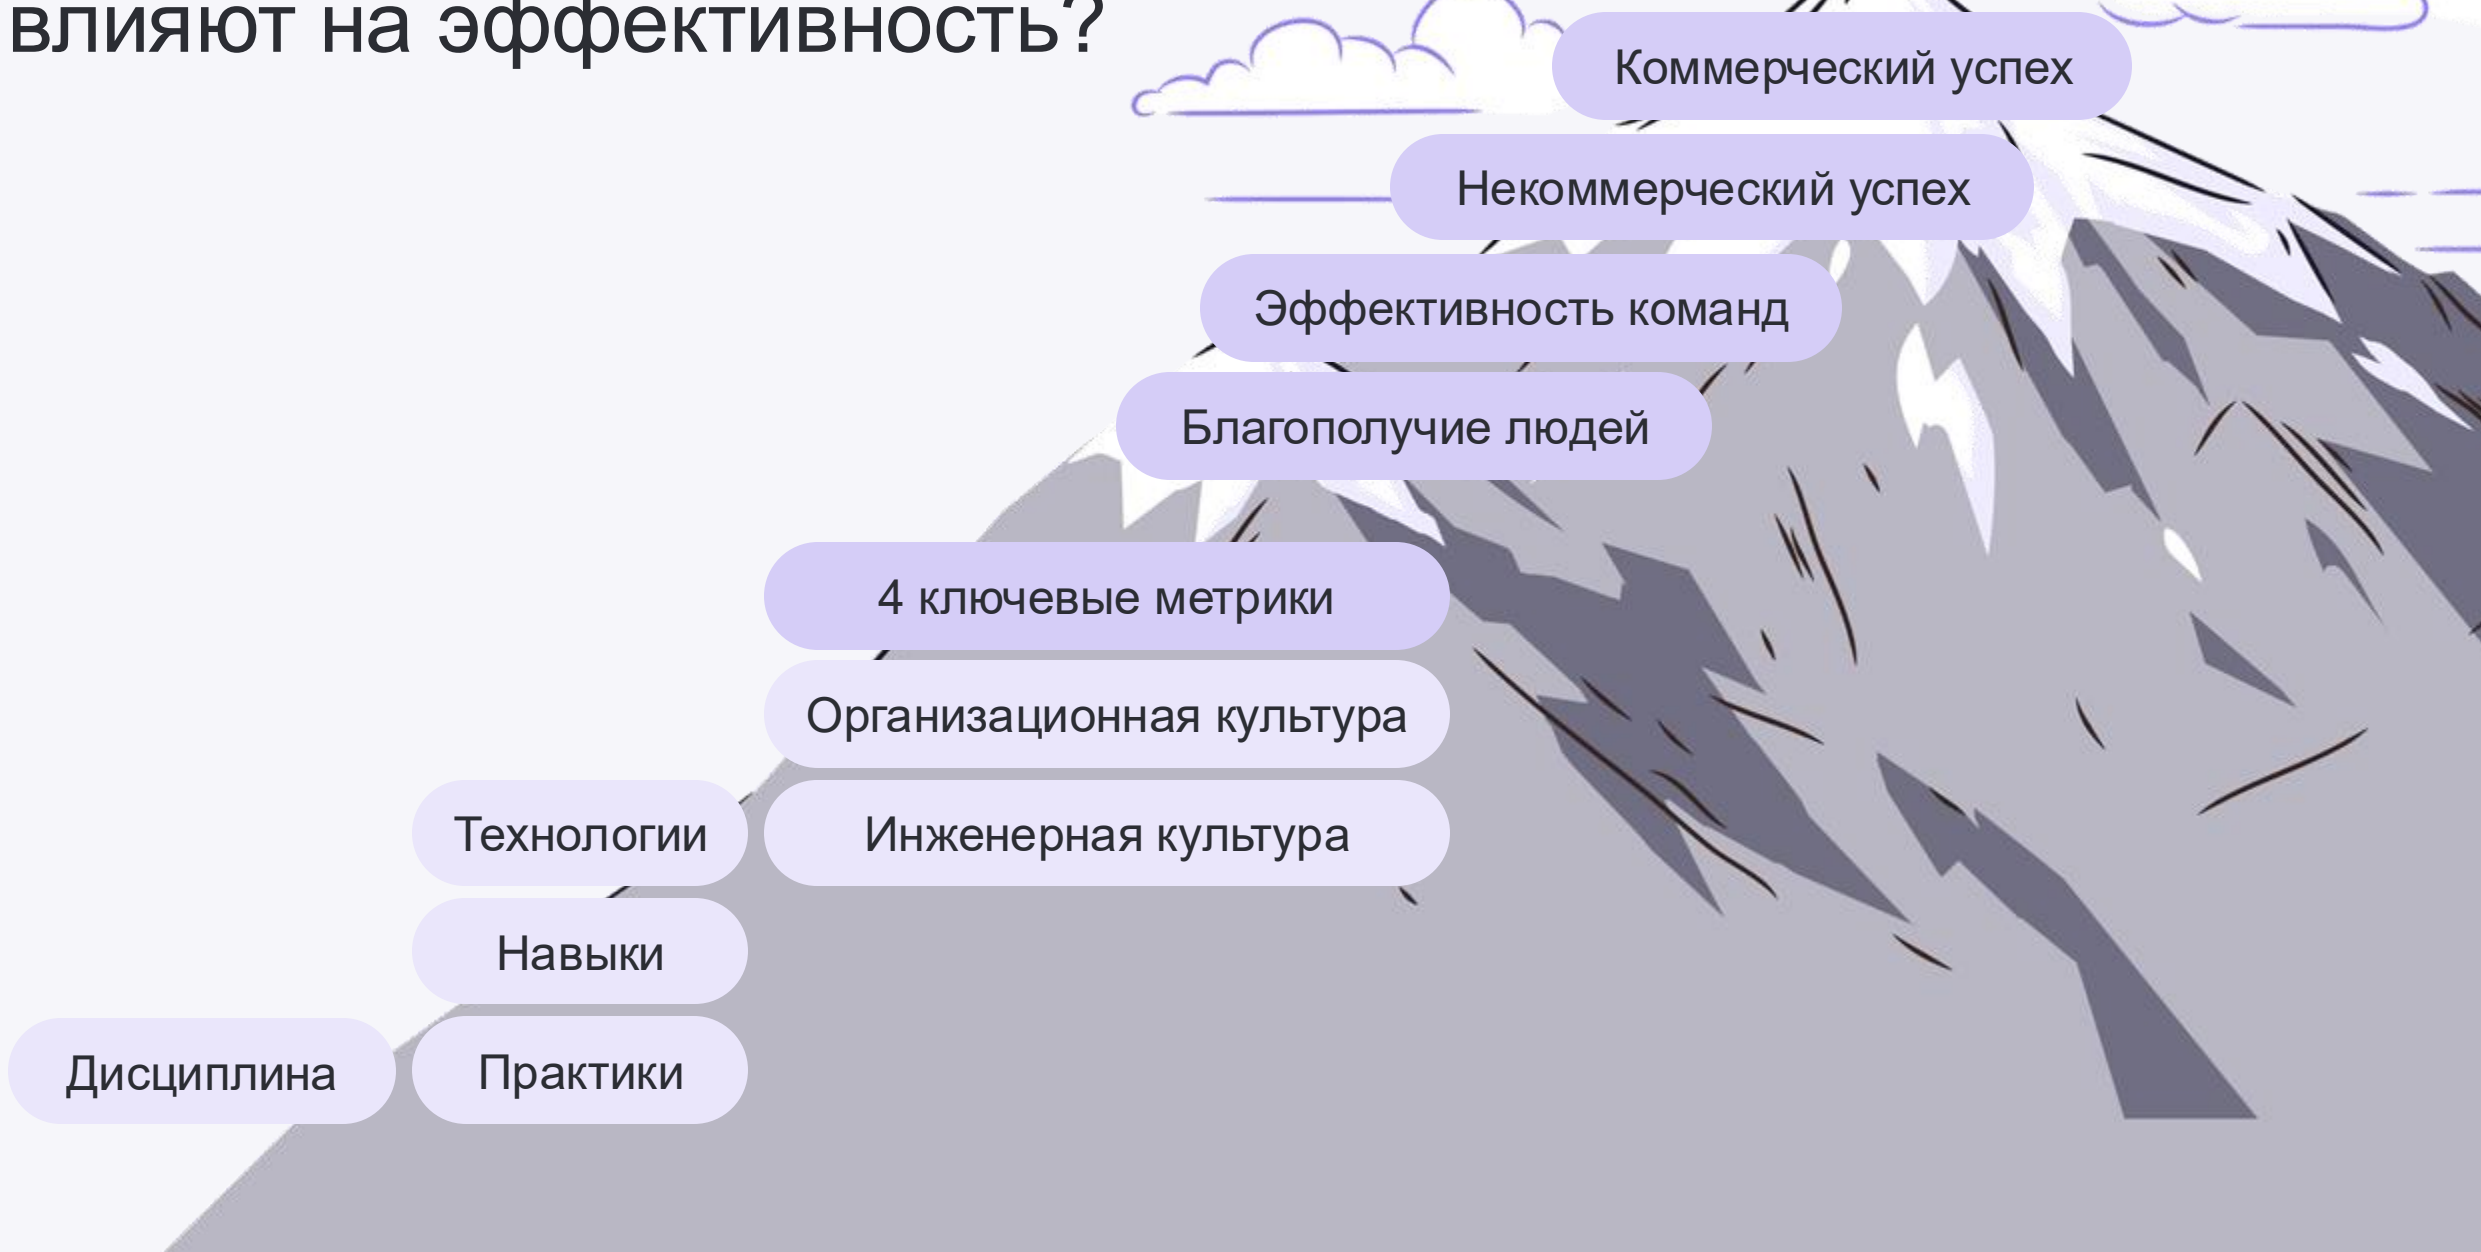 влияют на эффективность?
Коммерческий успех
Некоммерческий успех
Эффективность команд
Благополучие людей
4 ключевые метрики
Организационная культура
Технологии
Инженерная культура
Навыки
Дисциплина
Практики